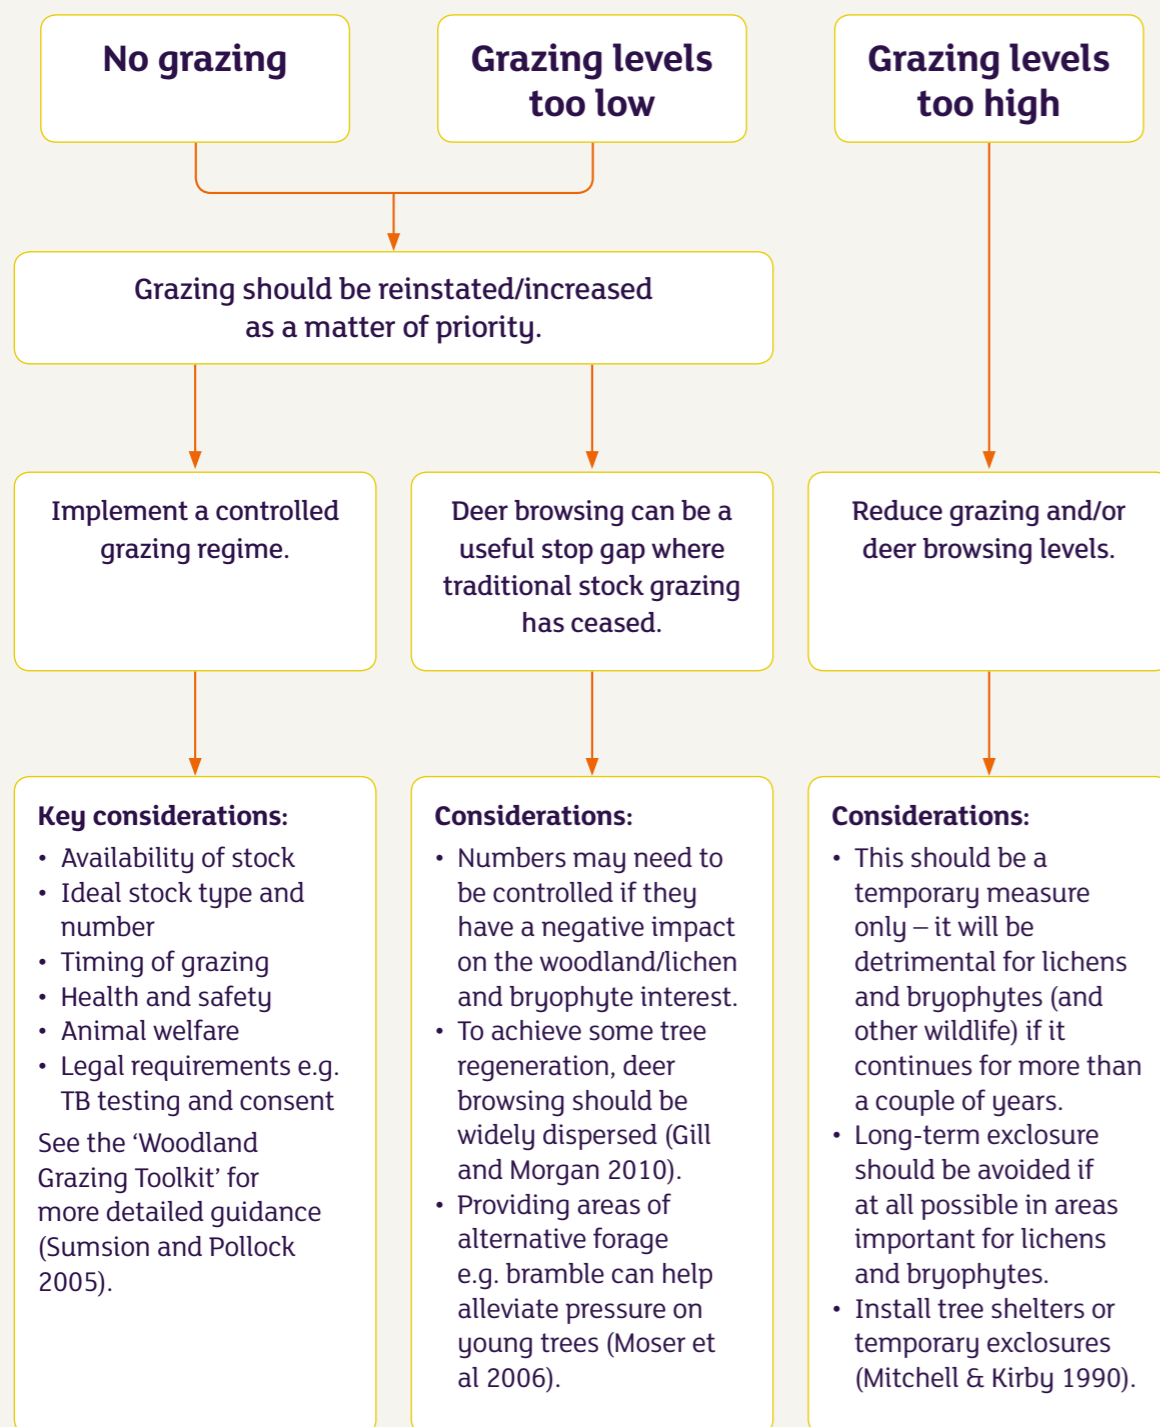 No grazing
Grazing levels
too low
Grazing levels
too high
Grazing should be reinstated/increased
as a matter of priority.
Implement a controlled
grazing regime.
Deer browsing can be a
useful stop gap where
traditional stock grazing
has ceased.
Reduce grazing and/or
deer browsing levels.
Key considerations:
• Availability of stock
• Ideal stock type and
number
• Timing of grazing
• Health and safety
• Animal welfare
• Legal requirements e.g.
TB testing and consent
See the ‘Woodland
Grazing Toolkit’ for
more detailed guidance
(Sumsion and Pollock
2005).
Considerations:
• Numbers may need to
be controlled if they
have a negative impact
on the woodland/lichen
and bryophyte interest.
• To achieve some tree
regeneration, deer
browsing should be
widely dispersed (Gill
and Morgan 2010).
• Providing areas of
alternative forage
e.g. bramble can help
alleviate pressure on
young trees (Moser et
al 2006).
Considerations:
• This should be a
temporary measure
only – it will be
detrimental for lichens
and bryophytes (and
other wildlife) if it
continues for more than
a couple of years.
• Long-term exclosure
should be avoided if
at all possible in areas
important for lichens
and bryophytes.
• Install tree shelters or
temporary exclosures
(Mitchell & Kirby 1990).